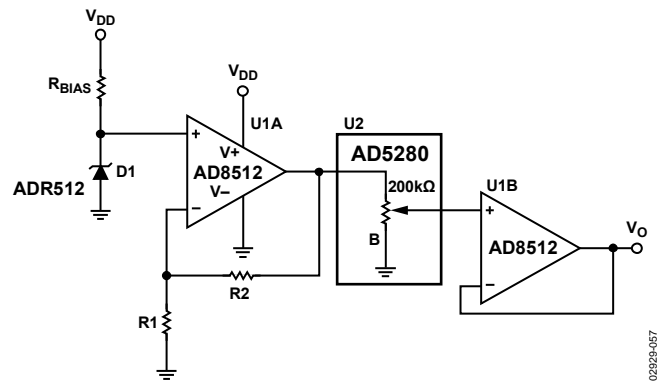 VDD
RBIAS
ADR512
D1
VDD
U1A
+
V+
AD8512
V–
–
R2
R1
U2
AD5280
200kΩ
B
U1B
+
AD8512
–
VO
02929-057